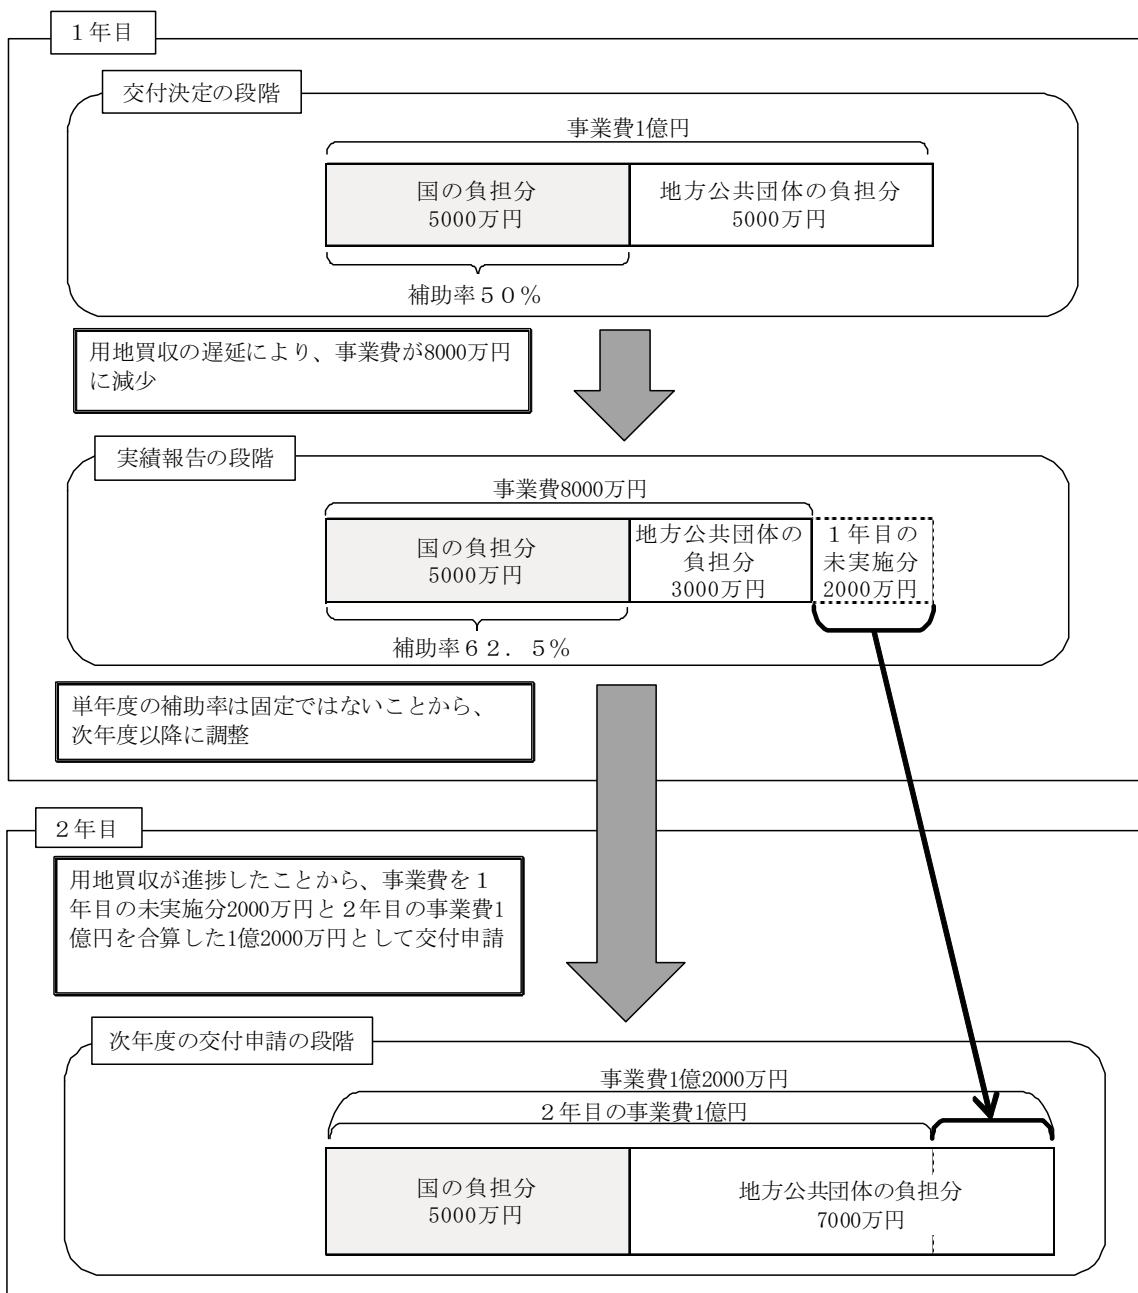 １年目
交付決定の段階
事業費1億円
国の負担分
5000万円
地方公共団体の負担分
5000万円
補助率５０％
用地買収の遅延により、事業費が8000万円
に減少
実績報告の段階
事業費8000万円
国の負担分
5000万円
地方公共団体の
負担分
3000万円
１年目の
未実施分
2000万円
補助率６２．５％
単年度の補助率は固定ではないことから、
次年度以降に調整
２年目
用地買収が進捗したことから、事業費を１
年目の未実施分2000万円と２年目の事業費1
億円を合算した1億2000万円として交付申請
次年度の交付申請の段階
事業費1億2000万円
２年目の事業費1億円
国の負担分
5000万円
地方公共団体の負担分
7000万円